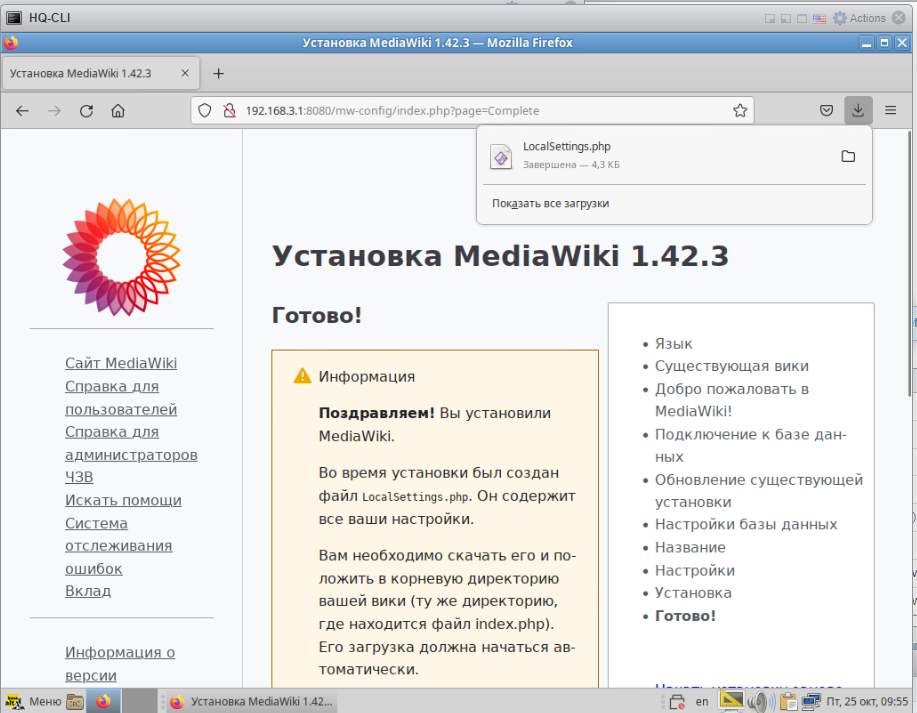 HQ-CLI
Actions
Установка MediaWiki 1.42.3 — Mozilla Firefox
Установка MediaWiki 1.42.3
192.168.3.1:8080/mw-config/index.php?page=Complete
LocalSettings.php
Завершена — 4,3 КБ
Показать все загрузки
Установка MediaWiki 1.42.3
Сайт MediaWiki
Справка для
пользователей
Справка для
администраторов
ЧЗВ
Искать помощи
Система
отслеживания
ошибок
Вклад
Информация о
версии
Готово!
Информация
Поздравляем! Вы установили
MediaWiki.
Во время установки был создан
файл LocalSettings.php. Он содержит
все ваши настройки.
Вам необходимо скачать его и по-
ложить в корневую директорию
вашей вики (ту же директорию,
где находится файл index.php).
Его загрузка должна начаться ав-
томатически.
• Язык
• Существующая вики
• Добро пожаловать в
MediaWiki!
• Подключение к базе дан-
ных
• Обновление существующей
установки
• Настройки базы данных
• Название
• Настройки
• Установка
• Готово!
Меню
Установка MediaWiki 1.42...
en
Пт, 25 окт, 09:55